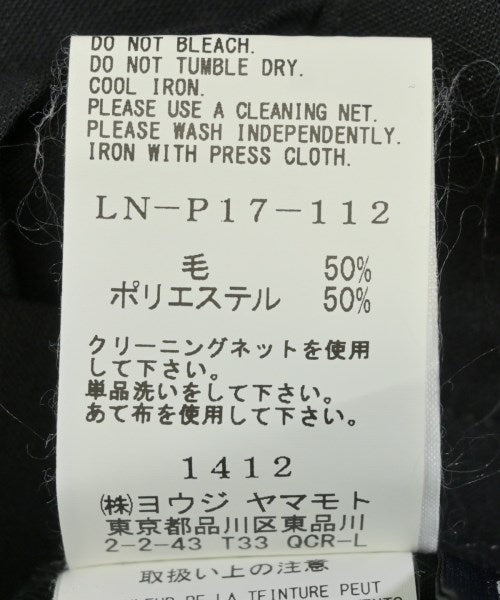 DO NOT BLEACH.
DO NOT TUMBLE DRY.
COOL IRON.
PLEASE USE A CLEANING NET.
PLEASE WASH INDEPENDENTLY.
IRON WITH PRESS CLOTH.
LN-P17-112
毛 50%
ポリエステル 50%
クリーニングネットを使用
して下さい。
単品洗いをして下さい。
あて布を使用して下さい。
1412
㈱ヨウジ ヤマモト
東京都品川区東品川
2-2-43 T33 QCR-L
取扱い上の注意
DE LA TEINTURE PEUT